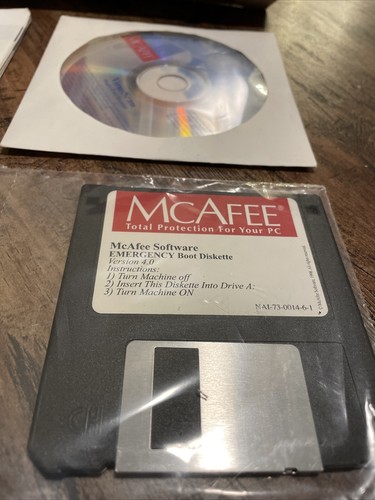 McAFEE®
Total Protection For Your PC
McAfee Software
EMERGENCY Boot Diskette
Version 4.0
Instructions:
1) Turn Machine off
2) Insert This Diskette Into Drive A:
3) Turn Machine ON
NAI-73-0014-6-1